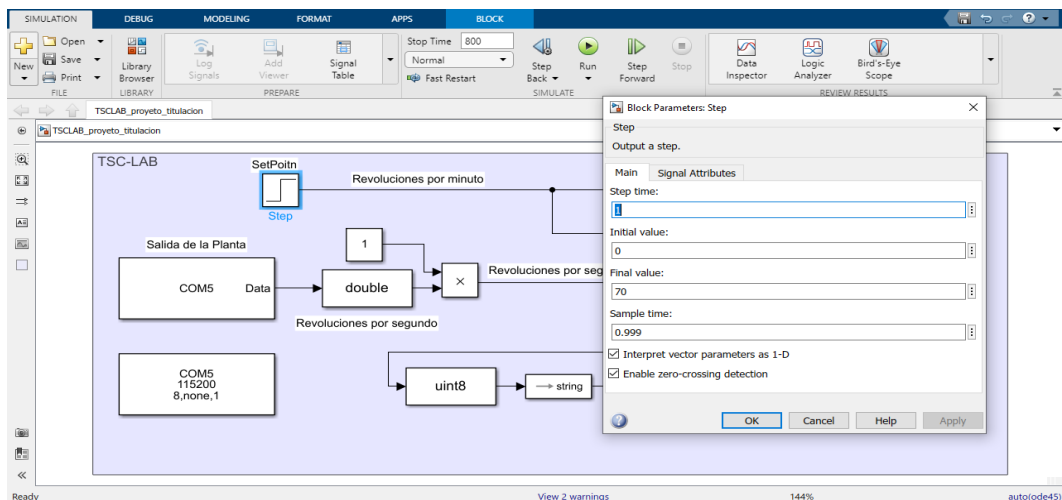 SIMULATION DEBUG MODELING FORMAT APPS BLOCK
New
Open
Save
Print
FILE
Library
Browser
LIBRARY
Log
Signals
Add
Viewer
Signal
Table
PREPARE
Stop Time 800
Normal
Fast Restart
Step
Back
Run
Step
Forward
Stop
SIMULATE
Data
Inspector
Logic
Analyzer
Bird's-Eye
Scope
REVIEW RESULTS
TSCLAB_proyeto_titulacion
TSCLAB_proyeto_titulacion
TSC-LAB
SetPoitn
Step
Revoluciones por minuto
Salida de la Planta
COM5 Data
1
double
×
Revoluciones por seg
Revoluciones por segundo
COM5
115200
8,none,1
uint8
string
Block Parameters: Step
Step
Output a step.
Main Signal Attributes
Step time:
1
Initial value:
0
Final value:
70
Sample time:
0.999
Interpret vector parameters as 1-D
Enable zero-crossing detection
OK Cancel Help Apply
Ready View 2 warnings 144% auto(ode45)